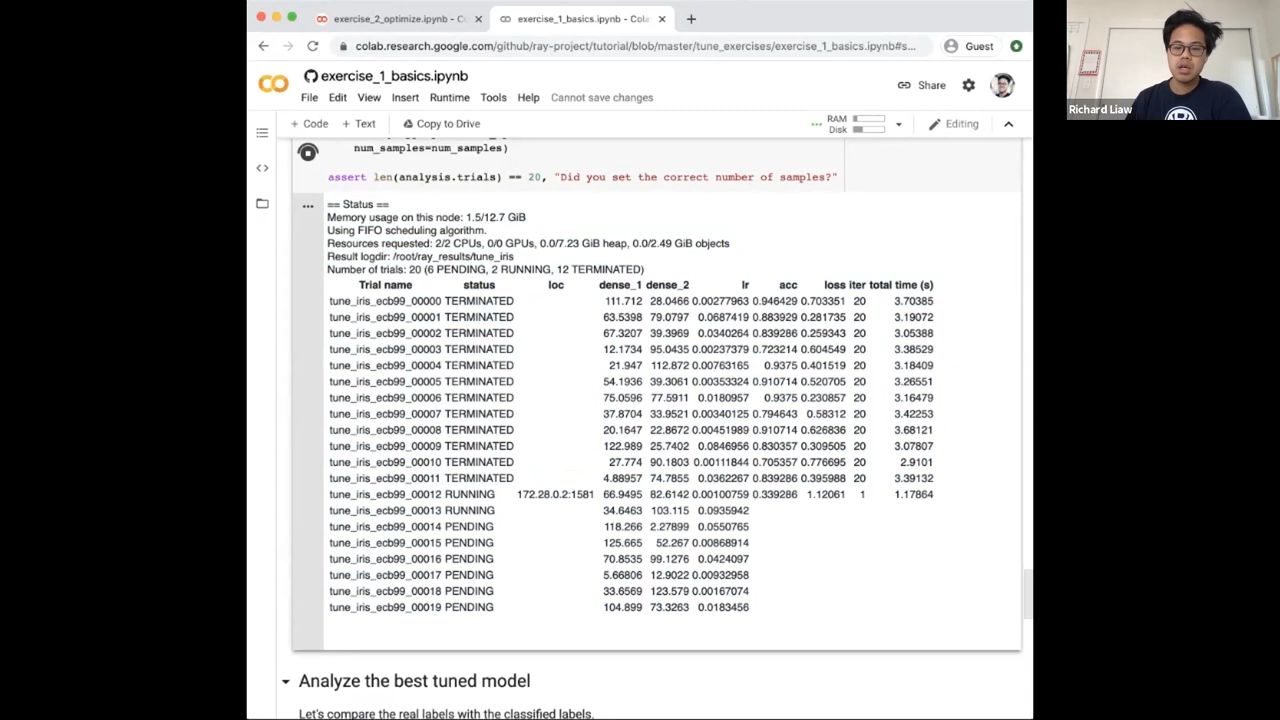 exercise_2_optimize.ipynb - C
exercise_1_basics.ipynb - Cola
colab.research.google.com/github/ray-project/tutorial/blob/master/tune_exercises/exercise_1_basics.ipynb#s...
Guest
exercise_1_basics.ipynb
Share
File Edit View Insert Runtime Tools Help Cannot save changes
+ Code + Text Copy to Drive
RAM
Disk
Editing
num_samples=num_samples)
assert len(analysis.trials) == 20, "Did you set the correct number of samples?"
== Status ==
Memory usage on this node: 1.5/12.7 GiB
Using FIFO scheduling algorithm.
Resources requested: 2/2 CPUs, 0/0 GPUs, 0.0/7.23 GiB heap, 0.0/2.49 GiB objects
Result logdir: /root/ray_results/tune_iris
Number of trials: 20 (6 PENDING, 2 RUNNING, 12 TERMINATED)
Trial name status loc dense_1 dense_2 lr acc loss iter total time (s)
tune_iris_ecb99_00000 TERMINATED 111.712 28.0466 0.00277963 0.946429 0.703351 20 3.70385
tune_iris_ecb99_00001 TERMINATED 63.5398 79.0797 0.0687419 0.883929 0.281735 20 3.19072
tune_iris_ecb99_00002 TERMINATED 67.3207 39.3969 0.0340264 0.839286 0.259343 20 3.05388
tune_iris_ecb99_00003 TERMINATED 12.1734 95.0435 0.00237379 0.723214 0.604549 20 3.38529
tune_iris_ecb99_00004 TERMINATED 21.947 112.872 0.00763165 0.9375 0.401519 20 3.18409
tune_iris_ecb99_00005 TERMINATED 54.1936 39.3061 0.00353324 0.910714 0.520705 20 3.26551
tune_iris_ecb99_00006 TERMINATED 75.0596 77.5911 0.0180957 0.9375 0.230857 20 3.16479
tune_iris_ecb99_00007 TERMINATED 37.8704 33.9521 0.00340125 0.794643 0.58312 20 3.42253
tune_iris_ecb99_00008 TERMINATED 20.1647 22.8672 0.00451989 0.910714 0.626836 20 3.68121
tune_iris_ecb99_00009 TERMINATED 122.989 25.7402 0.0846956 0.830357 0.309505 20 3.07807
tune_iris_ecb99_00010 TERMINATED 27.774 90.1803 0.00111844 0.705357 0.776695 20 2.9101
tune_iris_ecb99_00011 TERMINATED 4.88957 74.7855 0.0362267 0.839286 0.395988 20 3.39132
tune_iris_ecb99_00012 RUNNING 172.28.0.2:1581 66.9495 82.6142 0.00100759 0.339286 1.12061 1 1.17864
tune_iris_ecb99_00013 RUNNING 34.6463 103.115 0.0935942
tune_iris_ecb99_00014 PENDING 118.266 2.27899 0.0550765
tune_iris_ecb99_00015 PENDING 125.665 52.267 0.00868914
tune_iris_ecb99_00016 PENDING 70.8535 99.1276 0.0424097
tune_iris_ecb99_00017 PENDING 5.66806 12.9022 0.00932958
tune_iris_ecb99_00018 PENDING 33.6569 123.579 0.00167074
tune_iris_ecb99_00019 PENDING 104.899 73.3263 0.0183456
Analyze the best tuned model
Let's compare the real labels with the classified labels.
Richard Liaw